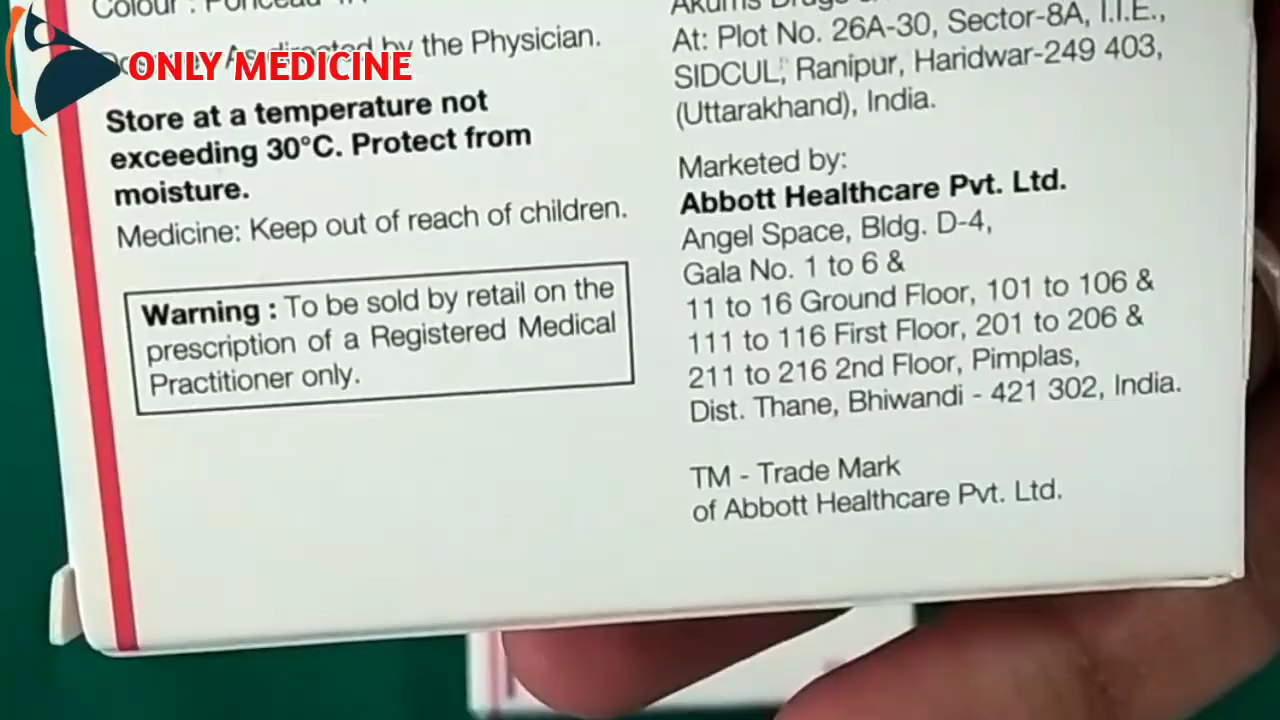 Colour : Ponceau
by the Physician.
ONLY MEDICINE
Store at a temperature not
exceeding 30°C. Protect from
moisture.
Medicine: Keep out of reach of children.
Warning : To be sold by retail on the
prescription of a Registered Medical
Practitioner only.
Akums Drugs
At: Plot No. 26A-30, Sector-8A, I.I.E.,
SIDCUL, Ranipur, Haridwar-249 403,
(Uttarakhand), India.
Marketed by:
Abbott Healthcare Pvt. Ltd.
Angel Space, Bldg. D-4,
Gala No. 1 to 6 &
11 to 16 Ground Floor, 101 to 106 &
111 to 116 First Floor, 201 to 206 &
211 to 216 2nd Floor, Pimplas,
Dist. Thane, Bhiwandi - 421 302, India.
TM - Trade Mark
of Abbott Healthcare Pvt. Ltd.